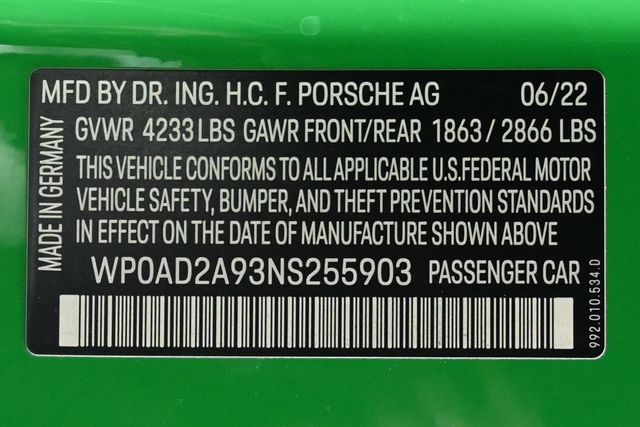 MFD BY DR. ING. H.C. F. PORSCHE AG 06/22
GVWR 4233 LBS GAWR FRONT/REAR 1863 / 2866 LBS
THIS VEHICLE CONFORMS TO ALL APPLICABLE U.S.FEDERAL MOTOR
VEHICLE SAFETY, BUMPER, AND THEFT PREVENTION STANDARDS
IN EFFECT ON THE DATE OF MANUFACTURE SHOWN ABOVE
WP0AD2A93NS255903 PASSENGER CAR
MADE IN GERMANY
992.010.534.D